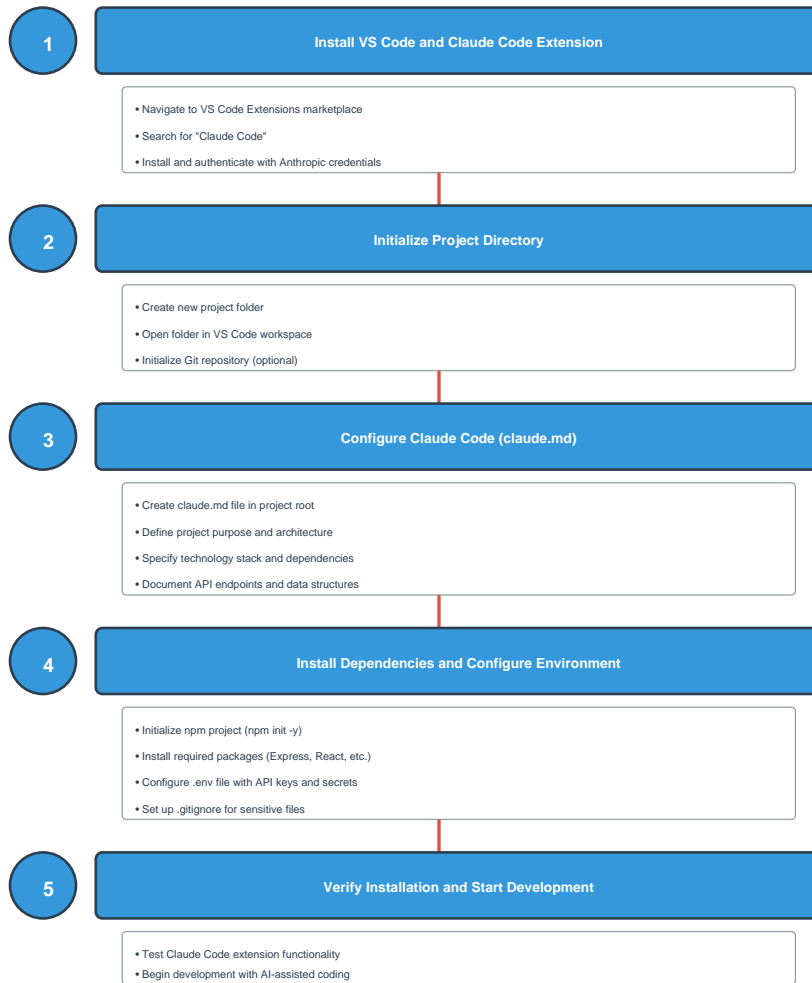 1
Install VS Code and Claude Code Extension
• Navigate to VS Code Extensions marketplace
• Search for "Claude Code"
• Install and authenticate with Anthropic credentials
2
Initialize Project Directory
• Create new project folder
• Open folder in VS Code workspace
• Initialize Git repository (optional)
3
Configure Claude Code (claude.md)
• Create claude.md file in project root
• Define project purpose and architecture
• Specify technology stack and dependencies
• Document API endpoints and data structures
4
Install Dependencies and Configure Environment
• Initialize npm project (npm init -y)
• Install required packages (Express, React, etc.)
• Configure .env file with API keys and secrets
• Set up .gitignore for sensitive files
5
Verify Installation and Start Development
• Test Claude Code extension functionality
• Begin development with AI-assisted coding